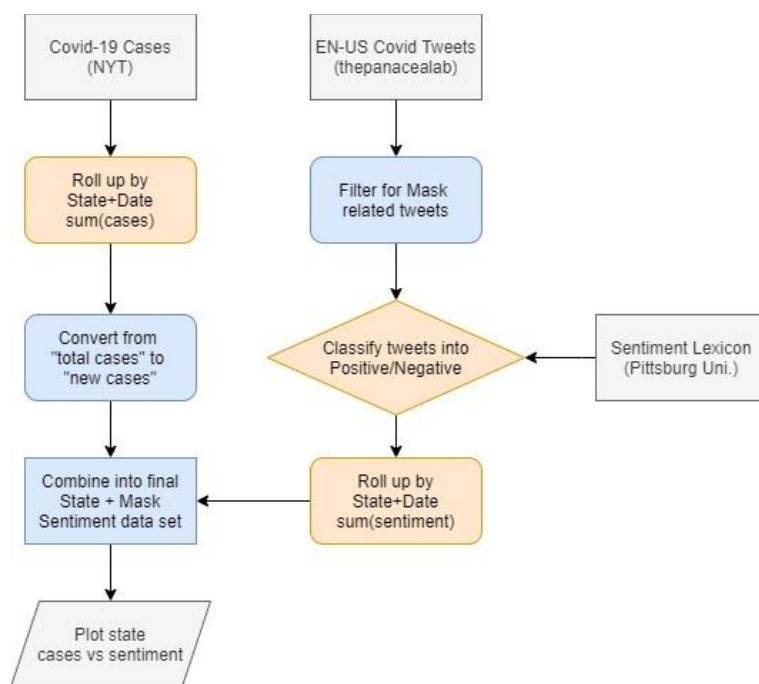 Covid-19 Cases
(NYT)
EN-US Covid Tweets
(thepanacealab)
Roll up by
State+Date
sum(cases)
Filter for Mask
related tweets
Convert from
"total cases" to
"new cases"
Classify tweets into
Positive/Negative
Sentiment Lexicon
(Pittsburg Uni.)
Combine into final
State + Mask
Sentiment data set
Roll up by
State+Date
sum(sentiment)
Plot state
cases vs sentiment